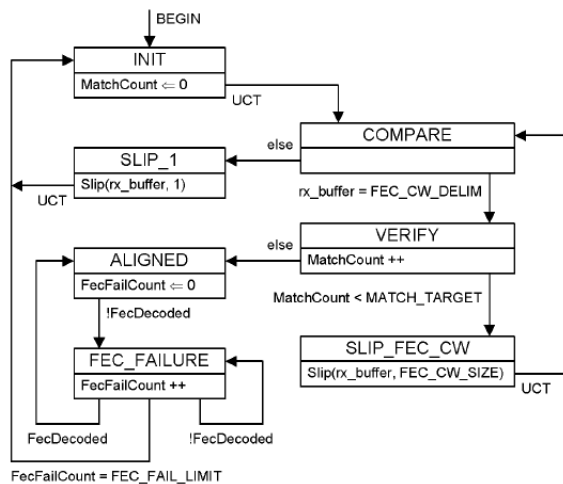 BEGIN
INIT
MatchCount ⇐ 0
UCT
COMPARE
else
SLIP_1
Slip(rx_buffer, 1)
UCT
rx_buffer = FEC_CW_DELIM
VERIFY
MatchCount ++
else
ALIGNED
FecFailCount ⇐ 0
MatchCount < MATCH_TARGET
!FecDecoded
SLIP_FEC_CW
Slip(rx_buffer, FEC_CW_SIZE)
UCT
FEC_FAILURE
FecFailCount ++
FecDecoded
!FecDecoded
FecFailCount = FEC_FAIL_LIMIT